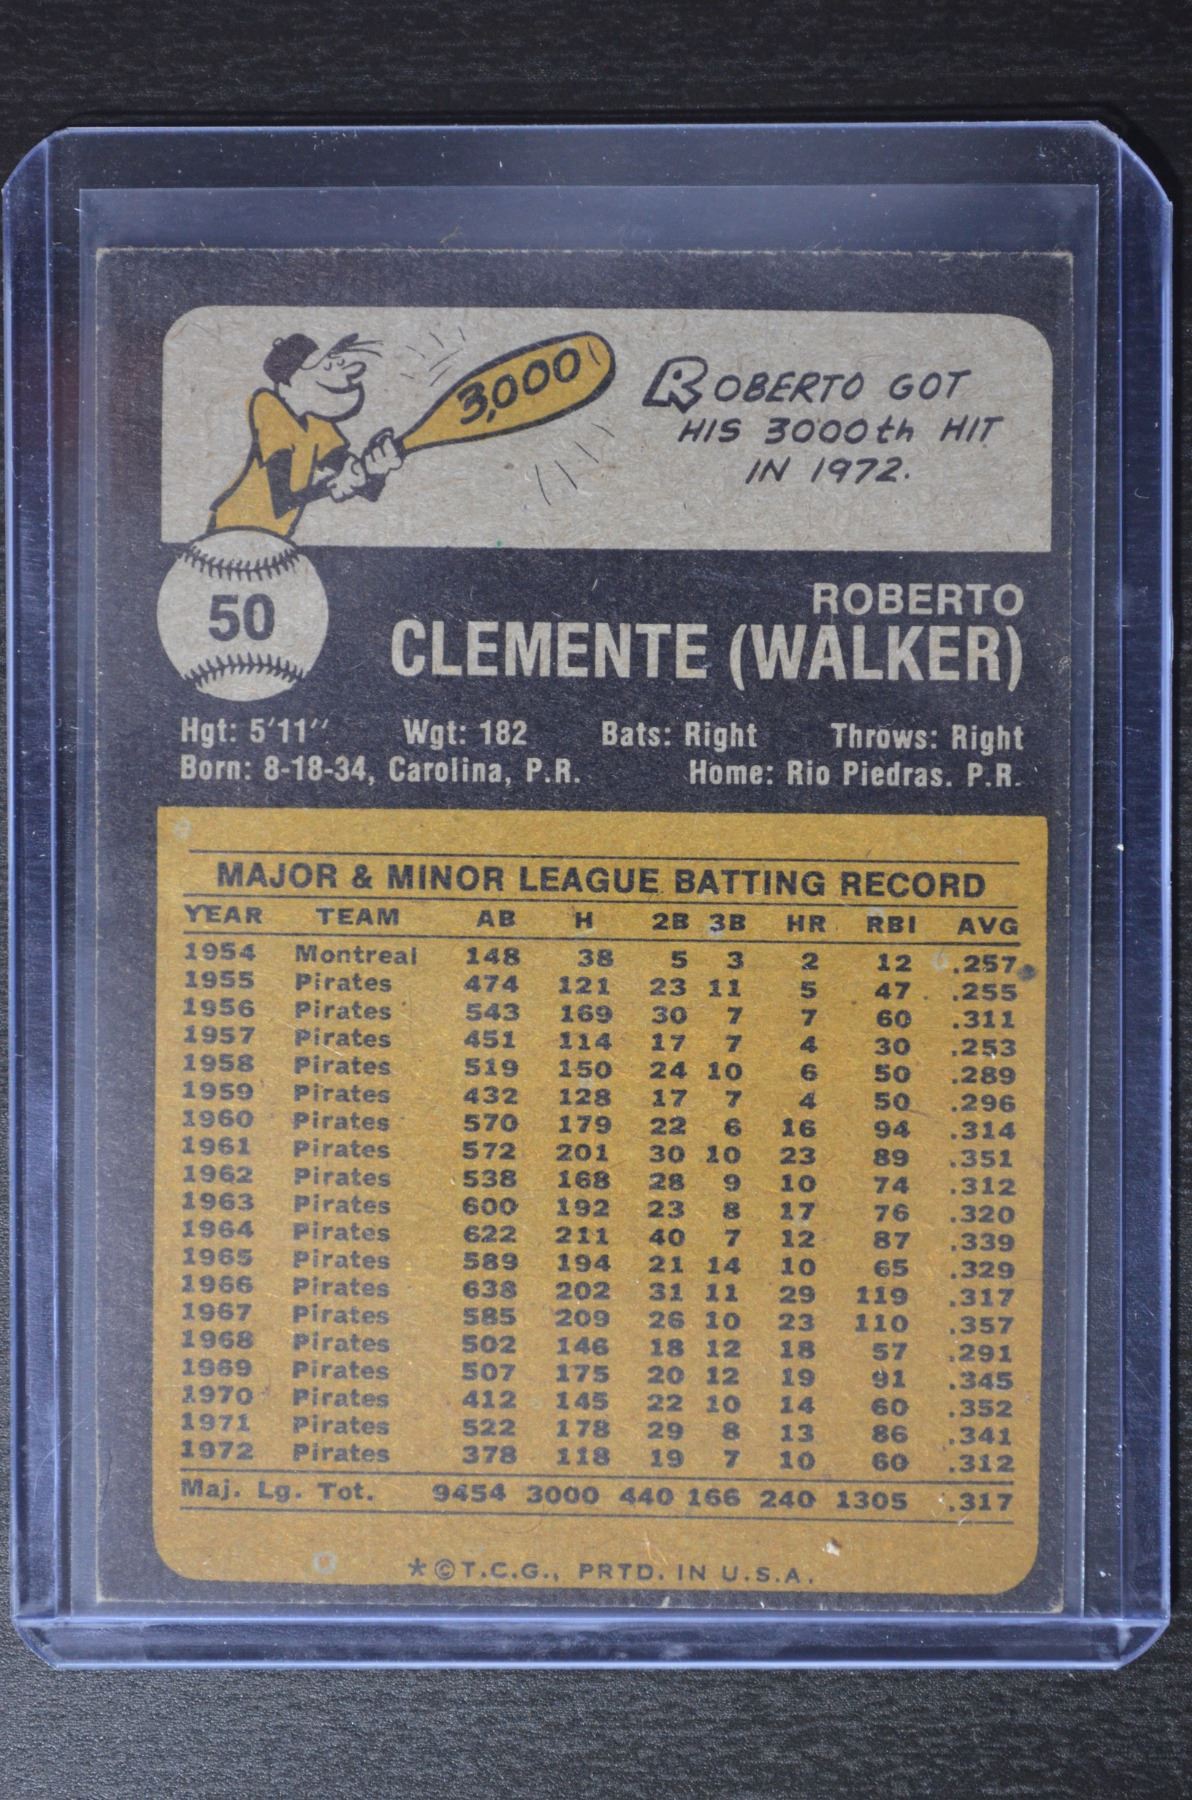 3,000
ROBERTO GOT
HIS 3000th HIT
IN 1972.
50
ROBERTO
CLEMENTE (WALKER)
Hgt: 5'11" Wgt: 182 Bats: Right Throws: Right
Born: 8-18-34, Carolina, P.R. Home: Rio Piedras. P.R.
MAJOR & MINOR LEAGUE BATTING RECORD
YEAR TEAM AB H 2B 3B HR RBI AVG
1954 Montreal 148 38 5 3 2 12 .257
1955 Pirates 474 121 23 11 5 47 .255
1956 Pirates 543 169 30 7 7 60 .311
1957 Pirates 451 114 17 7 4 30 .253
1958 Pirates 519 150 24 10 6 50 .289
1959 Pirates 432 128 17 7 4 50 .296
1960 Pirates 570 179 22 6 16 94 .314
1961 Pirates 572 201 30 10 23 89 .351
1962 Pirates 538 168 28 9 10 74 .312
1963 Pirates 600 192 23 8 17 76 .320
1964 Pirates 622 211 40 7 12 87 .339
1965 Pirates 589 194 21 14 10 65 .329
1966 Pirates 638 202 31 11 29 119 .317
1967 Pirates 585 209 26 10 23 110 .357
1968 Pirates 502 146 18 12 18 57 .291
1969 Pirates 507 175 20 12 19 91 .345
1970 Pirates 412 145 22 10 14 60 .352
1971 Pirates 522 178 29 8 13 86 .341
1972 Pirates 378 118 19 7 10 60 .312
Maj. Lg. Tot. 9454 3000 440 166 240 1305 .317
*©T.C.G., PRTD. IN U.S.A.